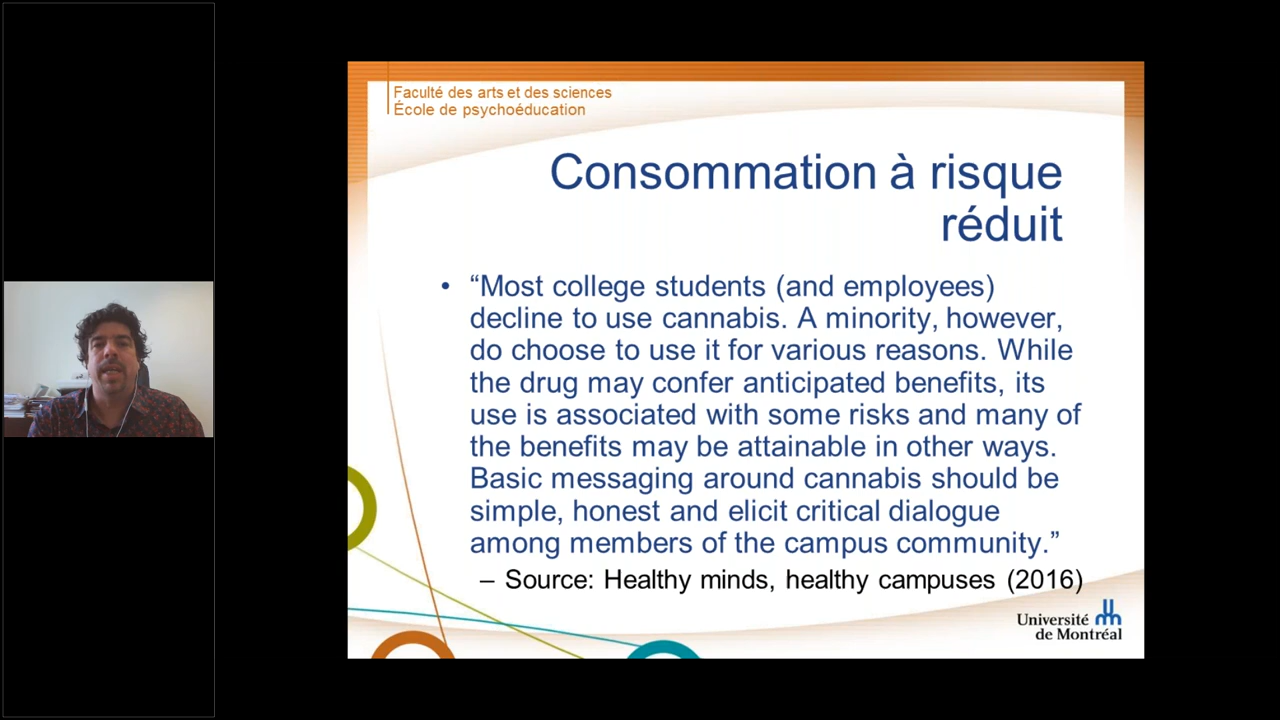 Faculté des arts et des sciences
École de psychoéducation
Consommation à risque
réduit
• “Most college students (and employees)
decline to use cannabis. A minority, however,
do choose to use it for various reasons. While
the drug may confer anticipated benefits, its
use is associated with some risks and many of
the benefits may be attainable in other ways.
Basic messaging around cannabis should be
simple, honest and elicit critical dialogue
among members of the campus community.”
– Source: Healthy minds, healthy campuses (2016)
Université
de Montréal